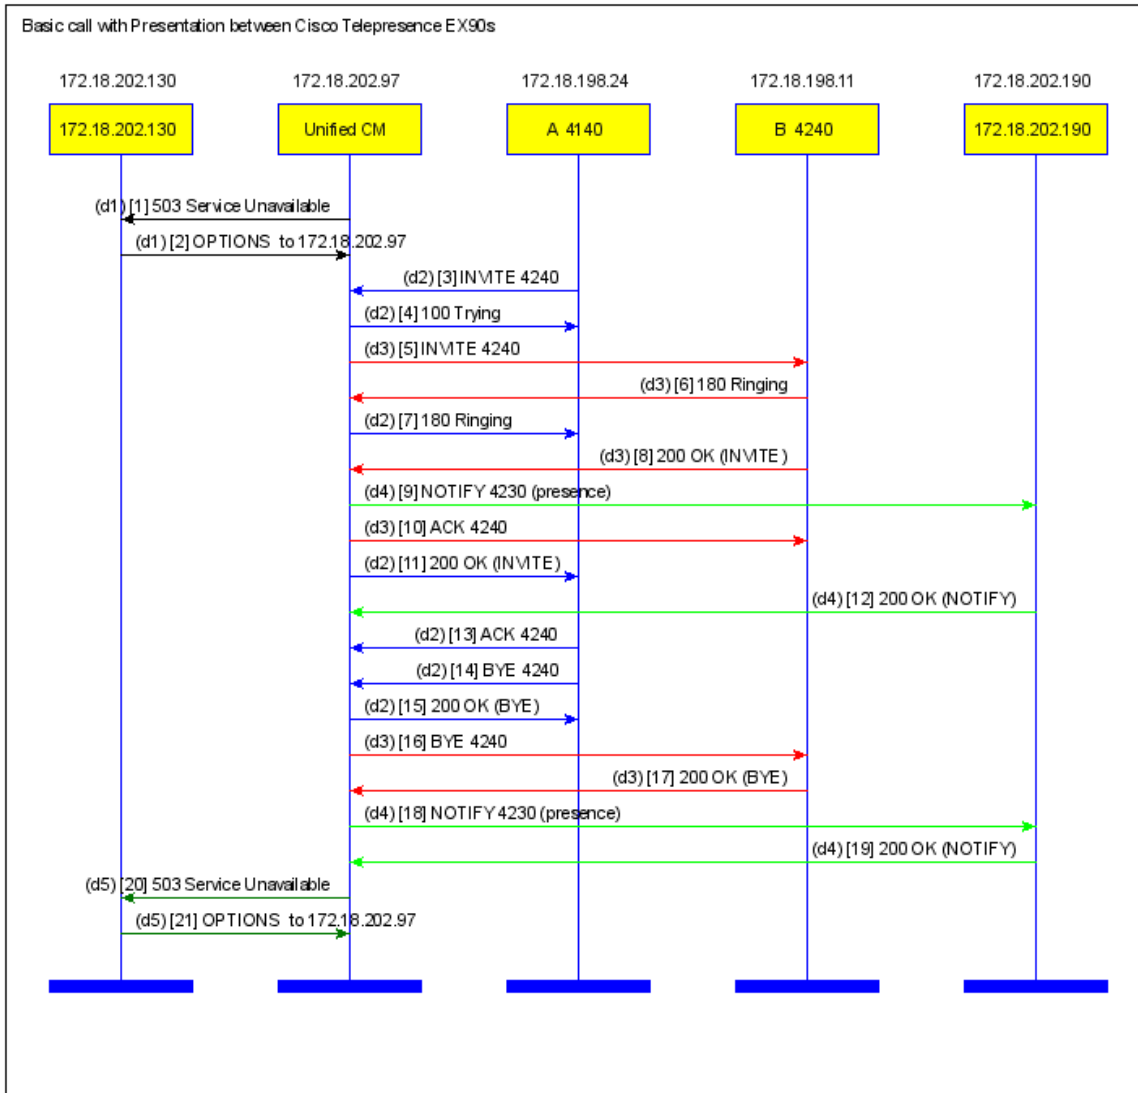 Basic call with Presentation between Cisco Telepresence EX90s
172.18.202.130 172.18.202.97 172.18.198.24 172.18.198.11 172.18.202.190
172.18.202.130 Unified CM A 4140 B 4240 172.18.202.190
(d1) [1] 503 Service Unavailable
(d1) [2] OPTIONS to 172.18.202.97
(d2) [3] INVITE 4240
(d2) [4] 100 Trying
(d3) [5] INVITE 4240
(d3) [6] 180 Ringing
(d2) [7] 180 Ringing
(d3) [8] 200 OK (INVITE)
(d4) [9] NOTIFY 4230 (presence)
(d3) [10] ACK 4240
(d2) [11] 200 OK (INVITE)
(d4) [12] 200 OK (NOTIFY)
(d2) [13] ACK 4240
(d2) [14] BYE 4240
(d2) [15] 200 OK (BYE)
(d3) [16] BYE 4240
(d3) [17] 200 OK (BYE)
(d4) [18] NOTIFY 4230 (presence)
(d4) [19] 200 OK (NOTIFY)
(d5) [20] 503 Service Unavailable
(d5) [21] OPTIONS to 172.18.202.97